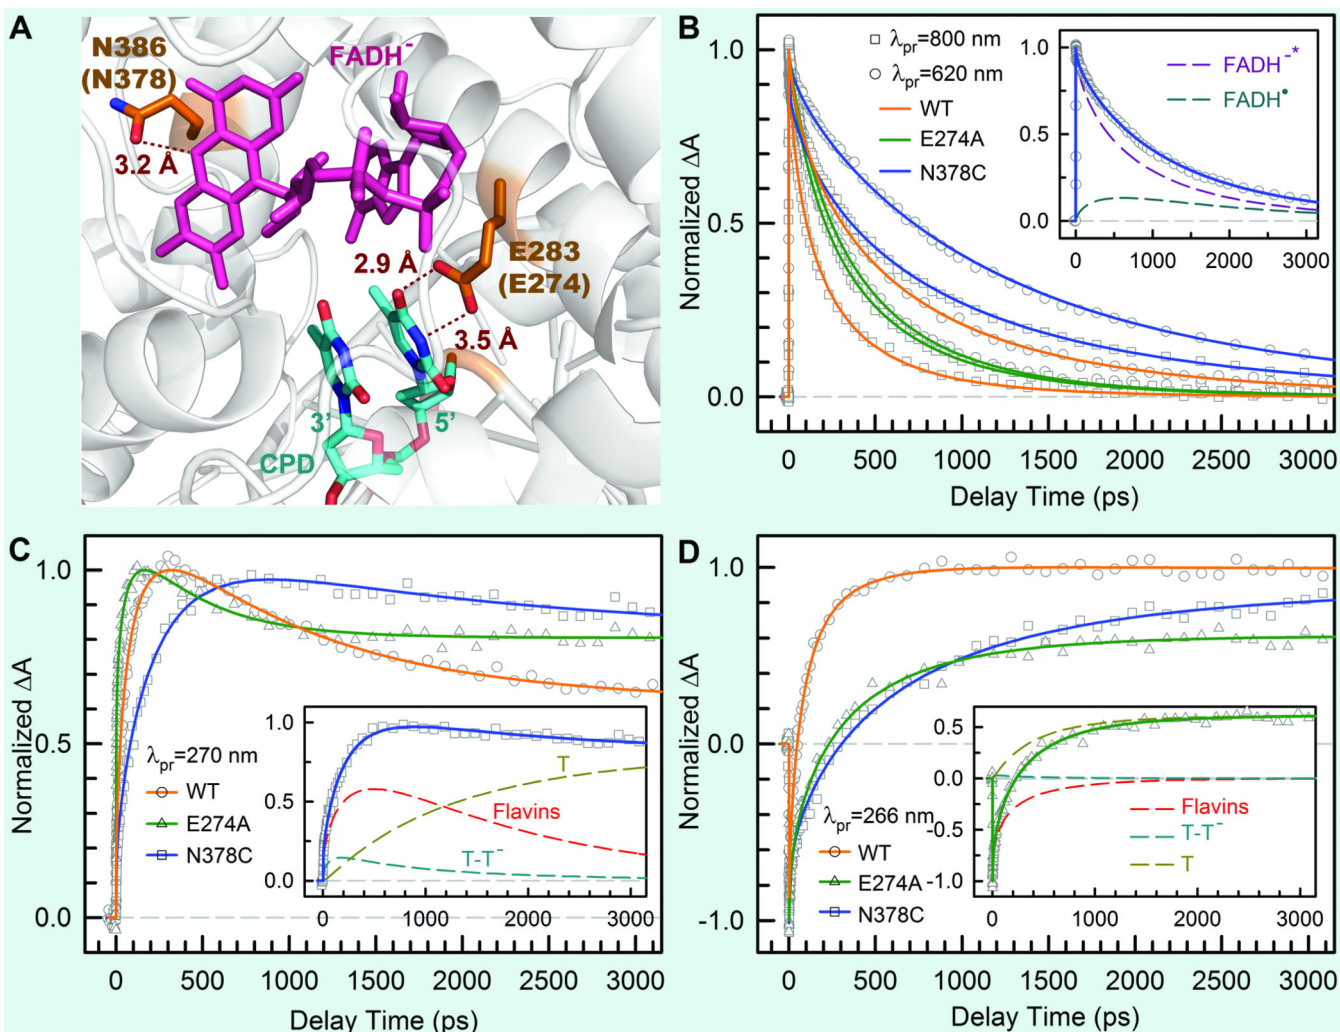 A
N386
(N378)
FADH⁻
3.2 Å
2.9 Å
E283
(E274)
3.5 Å
3’
5’
CPD
B
Normalized ΔA
1.0
0.5
0.0
λpr=800 nm
λpr=620 nm
WT
E274A
N378C
1.0
0.5
0.0
FADH⁻*
FADH•
0 1000 2000 3000
0 500 1000 1500 2000 2500 3000
Delay Time (ps)
C
Normalized ΔA
1.0
0.5
0.0
λpr=270 nm
WT
E274A
N378C
1.0
0.5
0.0
T
Flavins
T-T⁻
0 1000 2000 3000
0 500 1000 1500 2000 2500 3000
Delay Time (ps)
D
Normalized ΔA
1.0
0.0
-1.0
λpr=266 nm
WT
E274A
N378C
0.5
0.0
-0.5
-1.0
Flavins
T-T⁻
T
0 1000 2000 3000
0 500 1000 1500 2000 2500 3000
Delay Time (ps)